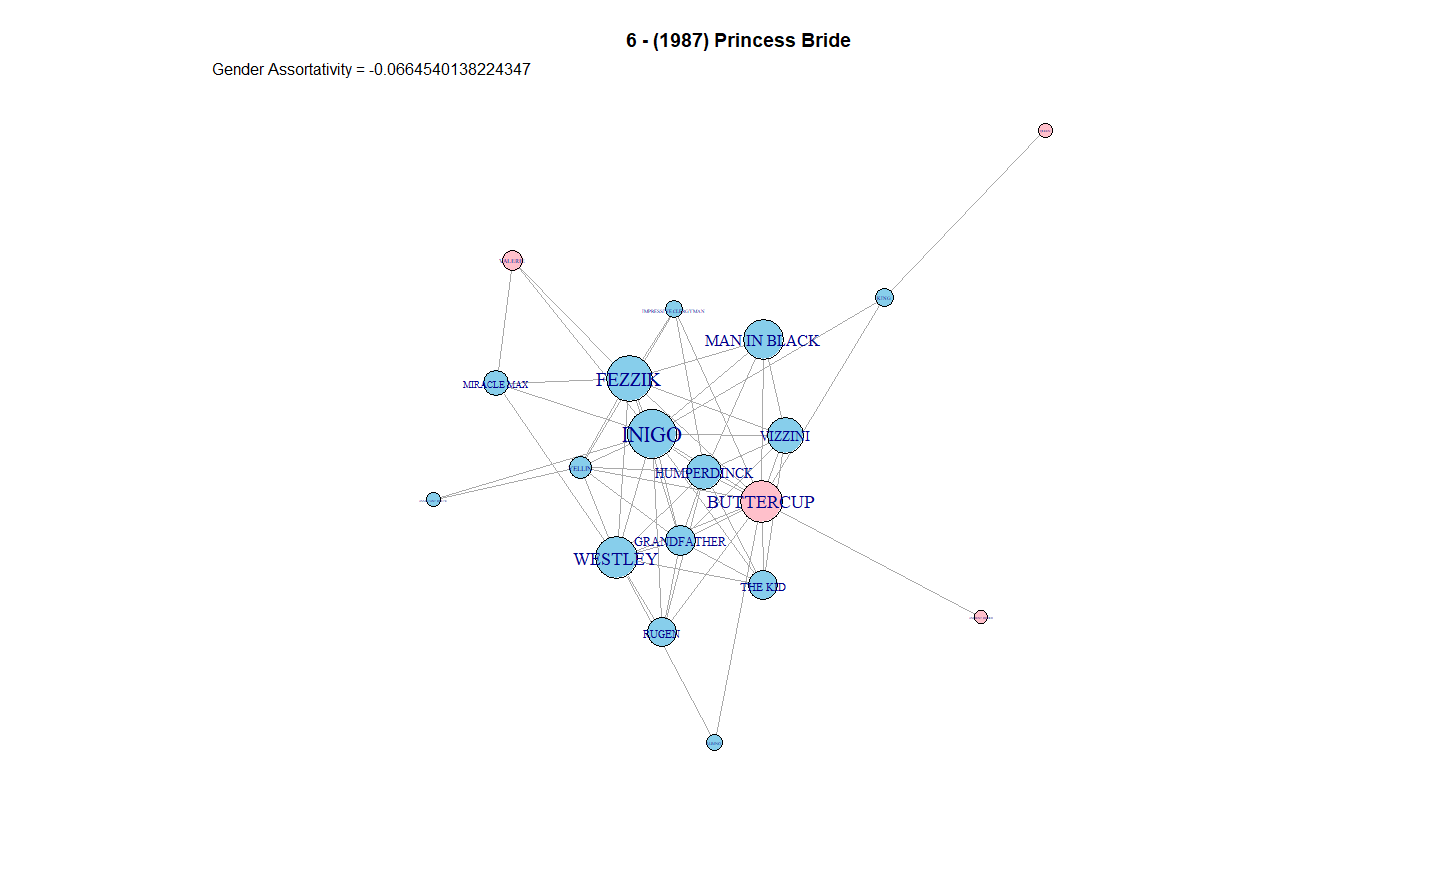 6 - (1987) Princess Bride
Gender Assortativity = -0.0664540138224347
VALERIE
KING
IMPRESSIVE CLERGYMAN
MAN IN BLACK
FEZZIK
MIRACLE MAX
INIGO
VIZZINI
YELLIN
HUMPERDINCK
BUTTERCUP
GRANDFATHER
WESTLEY
THE KID
RUGEN